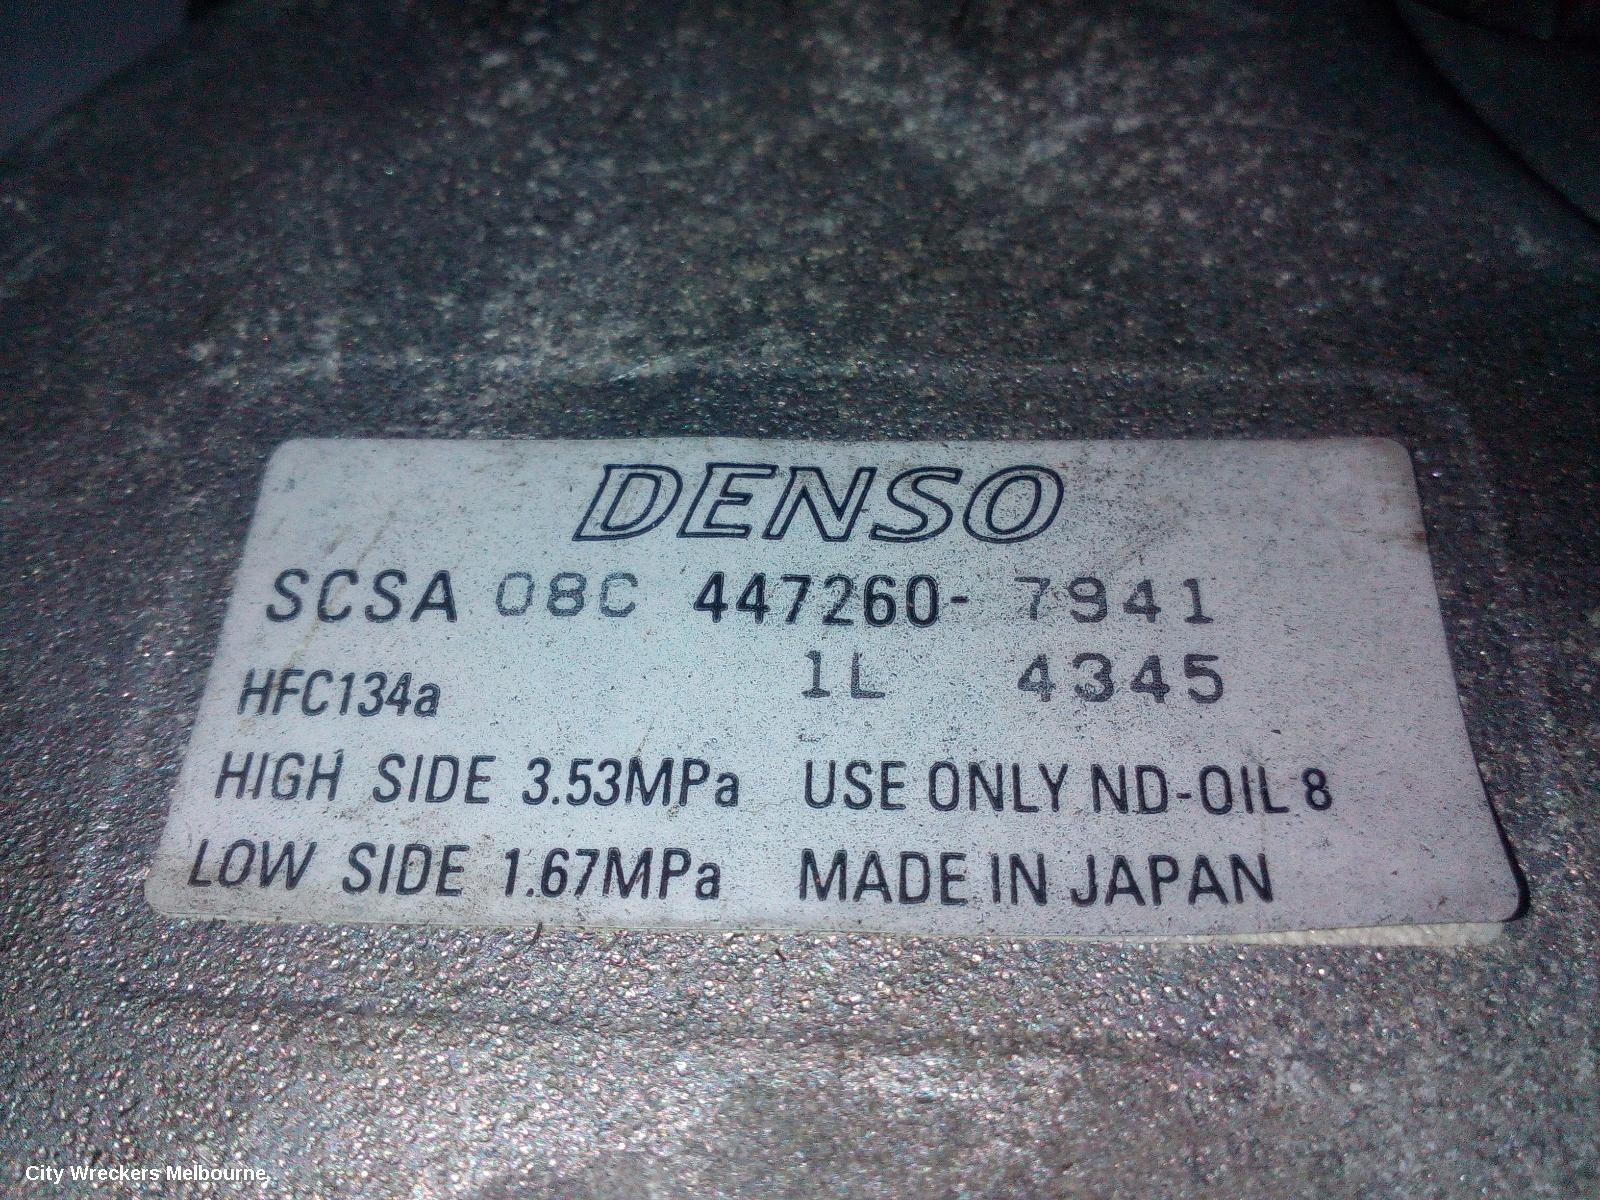 DENSO
SCSA 08C 447260- 7941
HFC134a 1L 4345
HIGH SIDE 3.53MPa USE ONLY ND-OIL 8
LOW SIDE 1.67MPa MADE IN JAPAN
City Wreckers Melbourne,